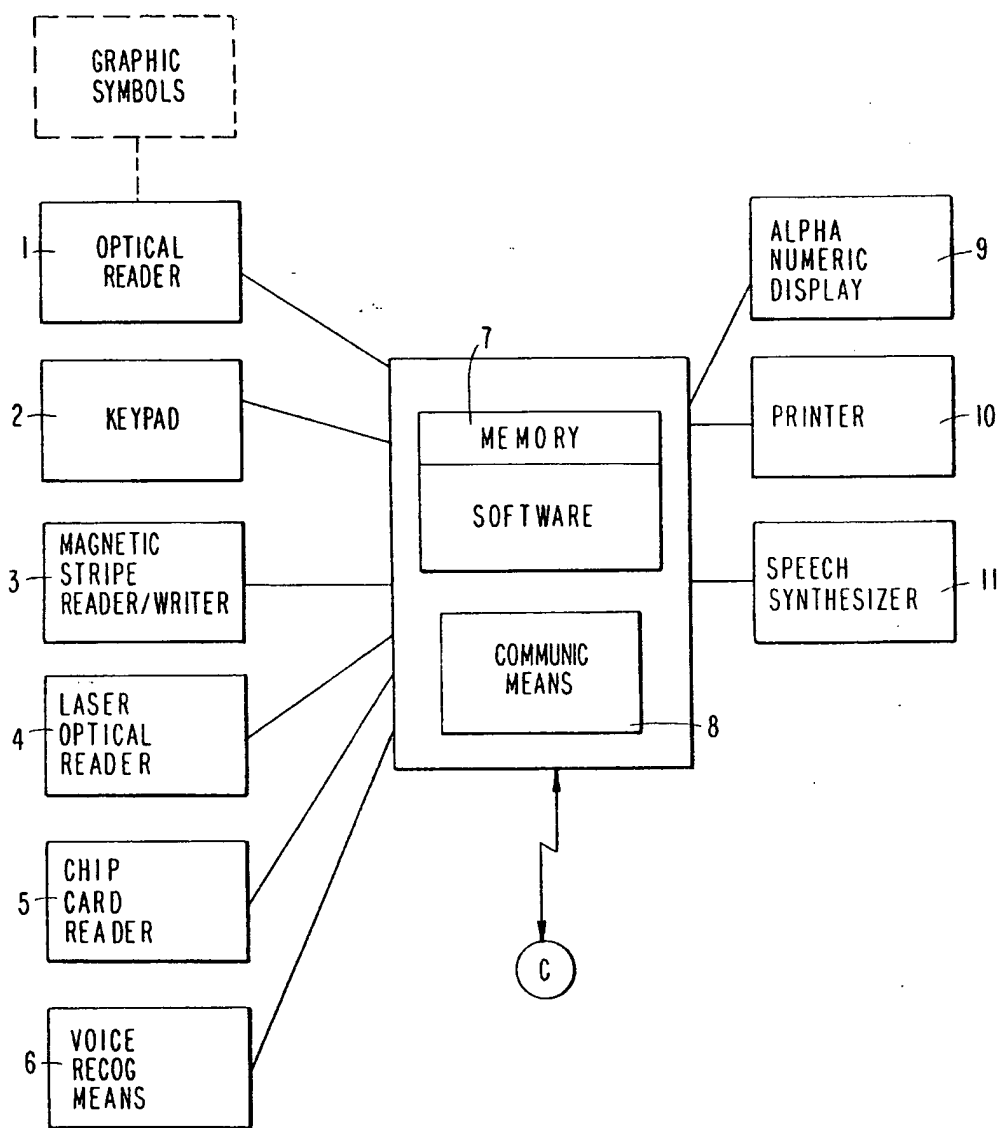 GRAPHIC
SYMBOLS
1
OPTICAL
READER
2
KEYPAD
3
MAGNETIC
STRIPE
READER/WRITER
4
LASER
OPTICAL
READER
5
CHIP
CARD
READER
6
VOICE
RECOG
MEANS
7
MEMORY
SOFTWARE
COMMUNIC
MEANS
8
C
ALPHA
NUMERIC
DISPLAY
9
PRINTER
10
SPEECH
SYNTHESIZER
11